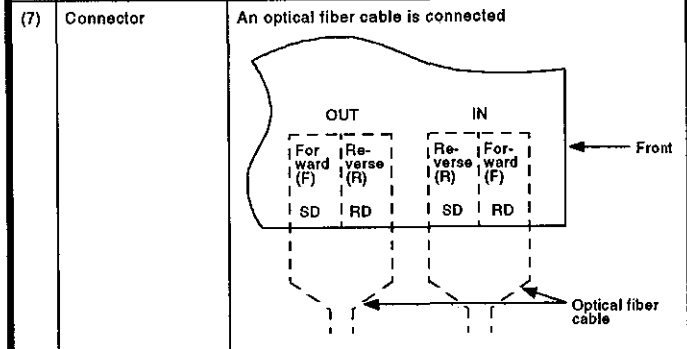 (7) Connector An optical fiber cable is connected
OUT IN
For
ward
(F)
Re-
verse
(R)
Re-
verse
(R)
For-
ward
(F)
Front
SD RD SD RD
Optical fiber
cable